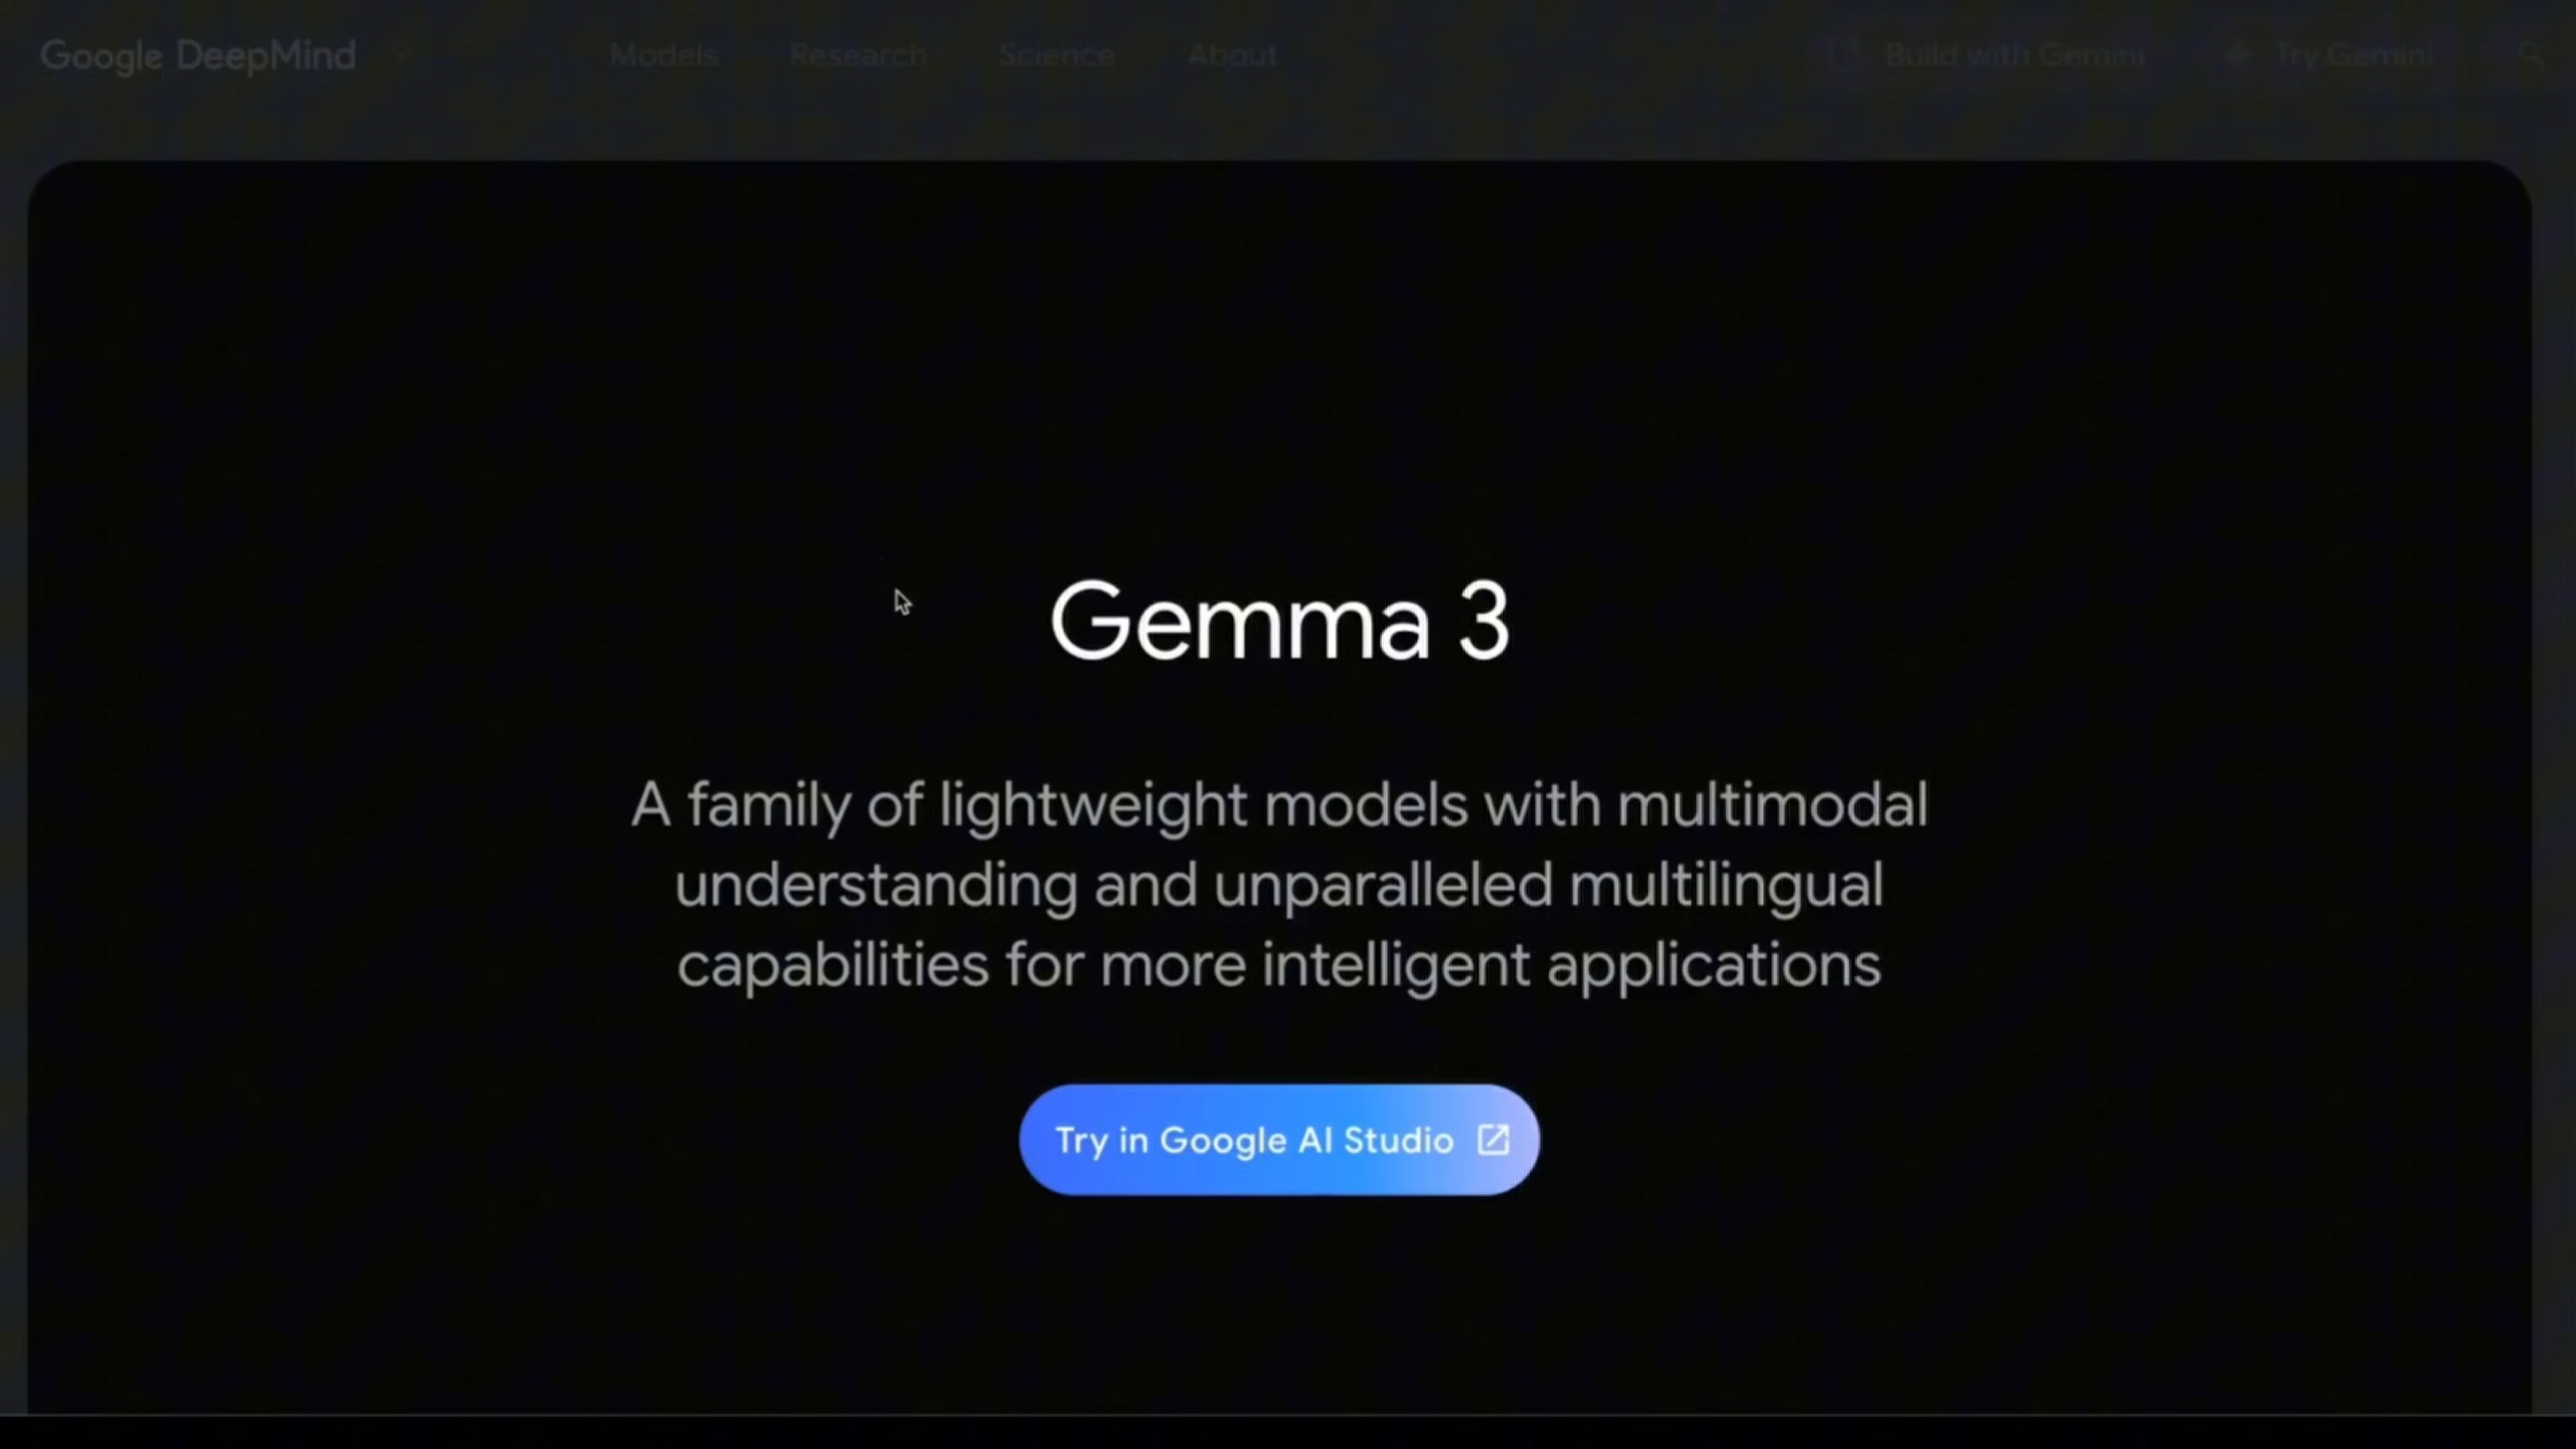 Google DeepMind
Models
Research
Science
About
Build with Gemini
Try Gemini
Gemma 3
A family of lightweight models with multimodal
understanding and unparalleled multilingual
capabilities for more intelligent applications
Try in Google AI Studio